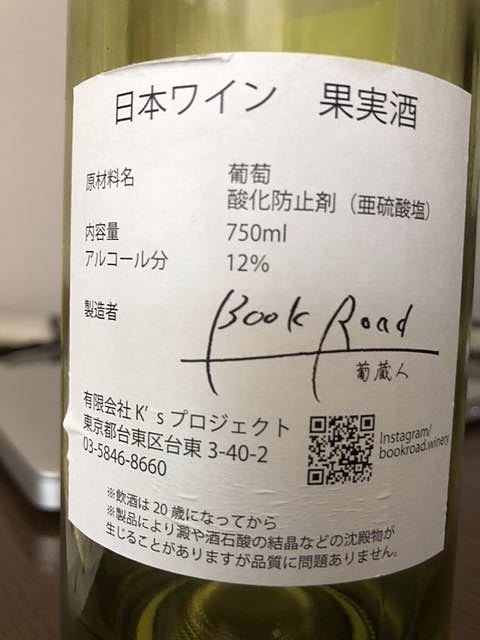 日本ワイン 果実酒
原材料名 葡萄
酸化防止剤（亜硫酸塩）
内容量 750ml
アルコール分 12%
製造者 Book Road
葡蔵人
有限会社 K's プロジェクト
東京都台東区台東 3-40-2
03-5846-8660
Instagram/
bookroad.winery
※飲酒は 20 歳になってから
※製品により澱や酒石酸の結晶などの沈殿物が
生じることがありますが品質に問題ありません。